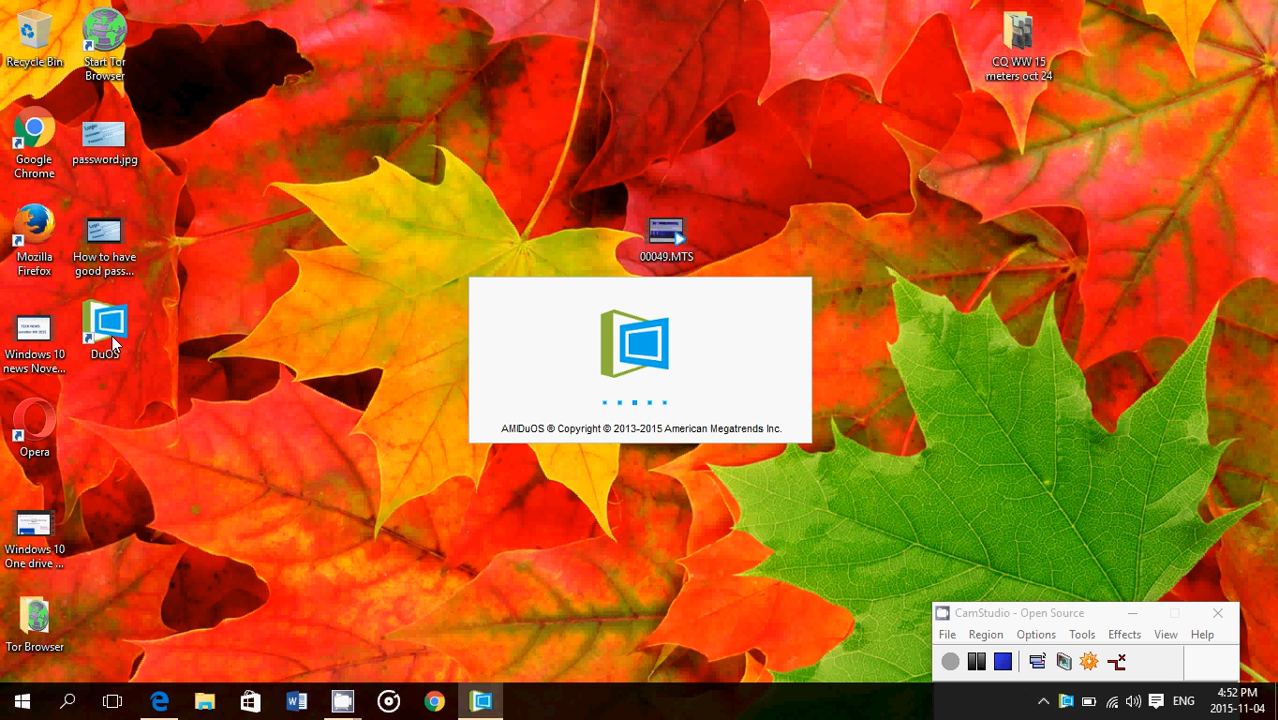 Recycle Bin
Start Tor
Browser
CQ WW 15
meters oct 24
Google
Chrome
password.jpg
Mozilla
Firefox
How to have
good pass...
00049.MTS
Windows 10
news Nove...
DuOS
AMIDuOS ® Copyright © 2013-2015 American Megatrends Inc.
Opera
Windows 10
One drive ...
Tor Browser
CamStudio - Open Source
File Region Options Tools Effects View Help
ENG
4:52 PM
2015-11-04